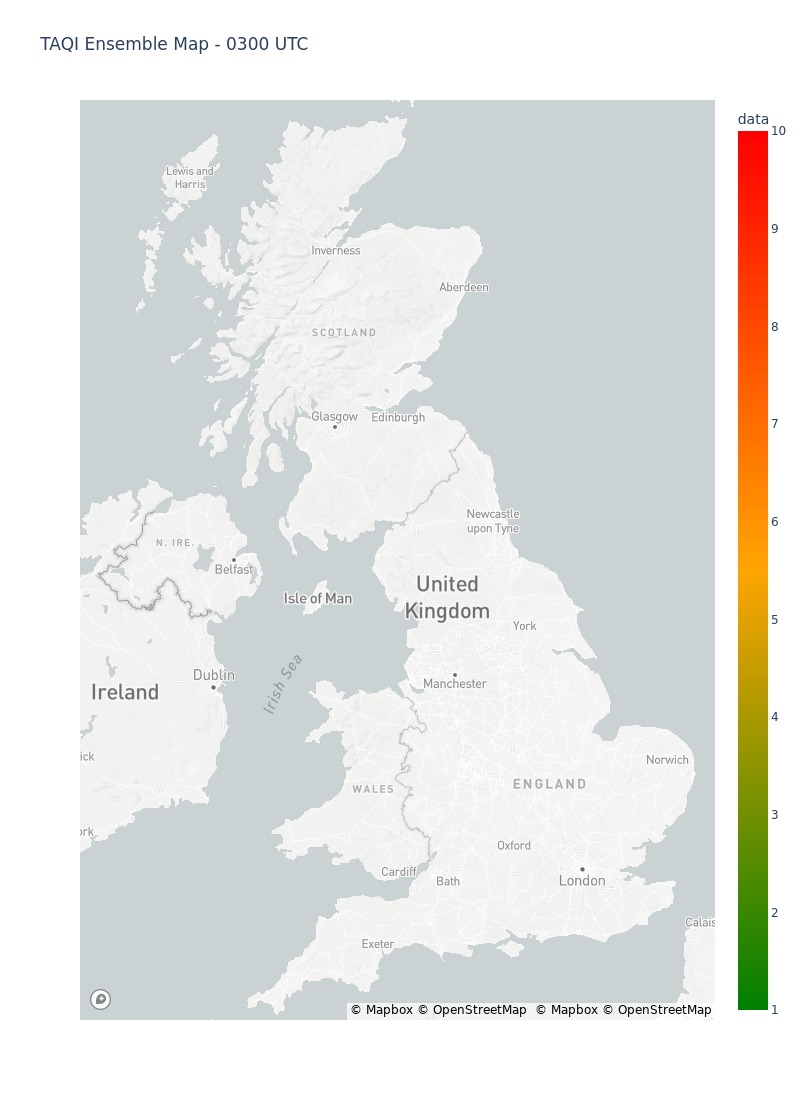 TAQI Ensemble Map - 0300 UTC
data
10
9
8
7
6
5
4
3
2
1
Lewis and
Harris
Inverness
Aberdeen
SCOTLAND
Glasgow
Edinburgh
Newcastle
upon Tyne
N. IRE.
Belfast
United
Kingdom
Isle of Man
York
Irish Sea
Dublin
Manchester
Ireland
ick
Norwich
WALES
ENGLAND
ork
Oxford
Cardiff
Bath
London
Calais
Exeter
© Mapbox © OpenStreetMap © Mapbox © OpenStreetMap